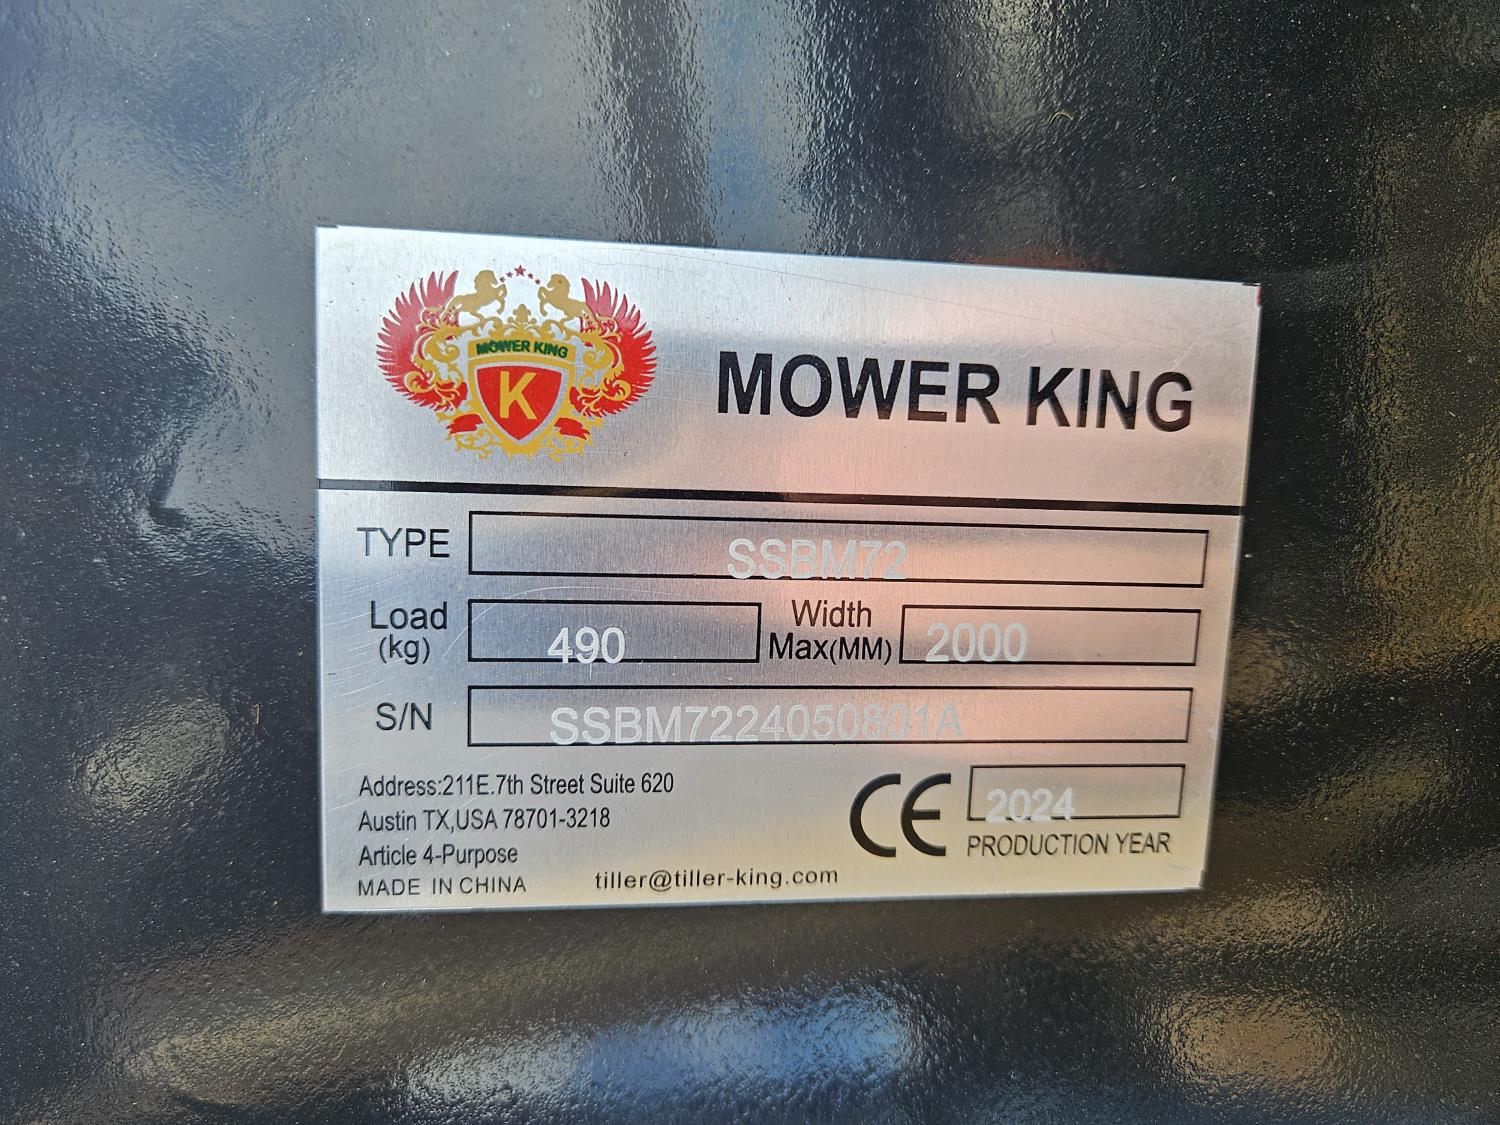 MOWER KING
K
MOWER KING
TYPE SSBM72
Load (kg) 490 Width Max(MM) 2000
S/N SSBM7224050801A
Address:211E.7th Street Suite 620
Austin TX,USA 78701-3218
Article 4-Purpose
MADE IN CHINA
tiller@tiller-king.com
CE 2024
PRODUCTION YEAR